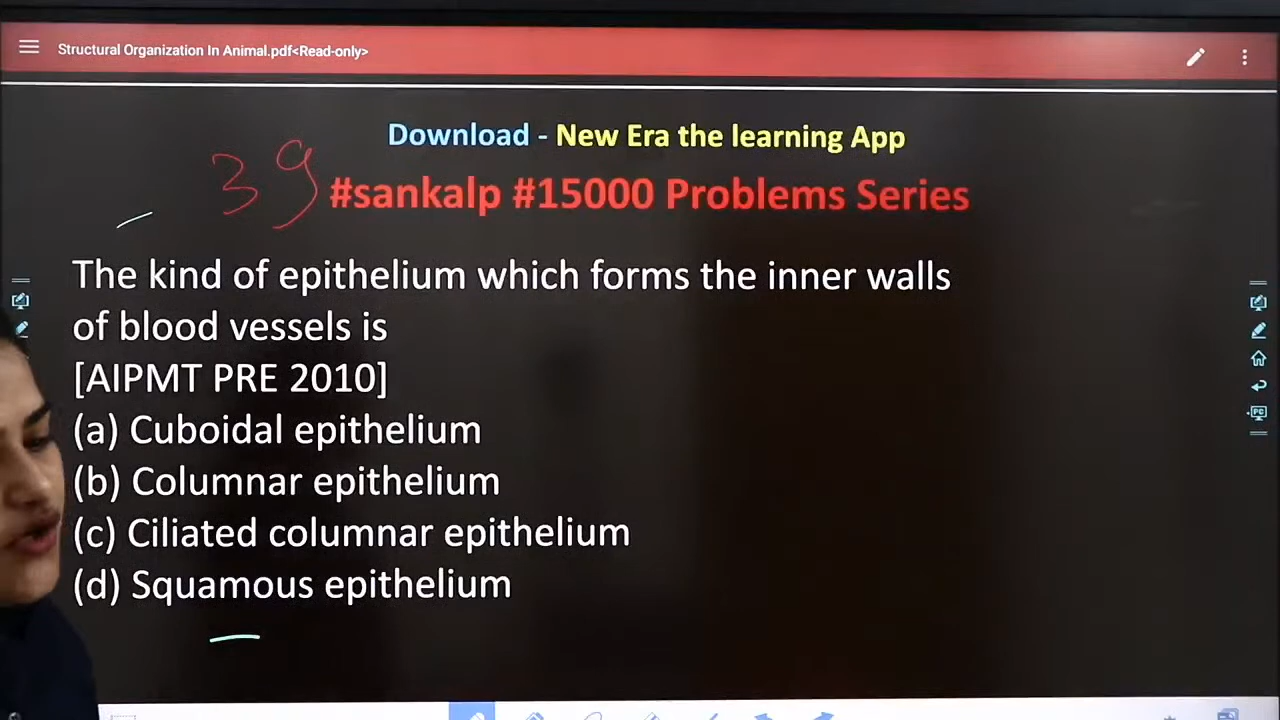 Structural Organization In Animal.pdf<Read-only>
Download - New Era the learning App
39 #sankalp #15000 Problems Series
The kind of epithelium which forms the inner walls
of blood vessels is
[AIPMT PRE 2010]
(a) Cuboidal epithelium
(b) Columnar epithelium
(c) Ciliated columnar epithelium
(d) Squamous epithelium
PC